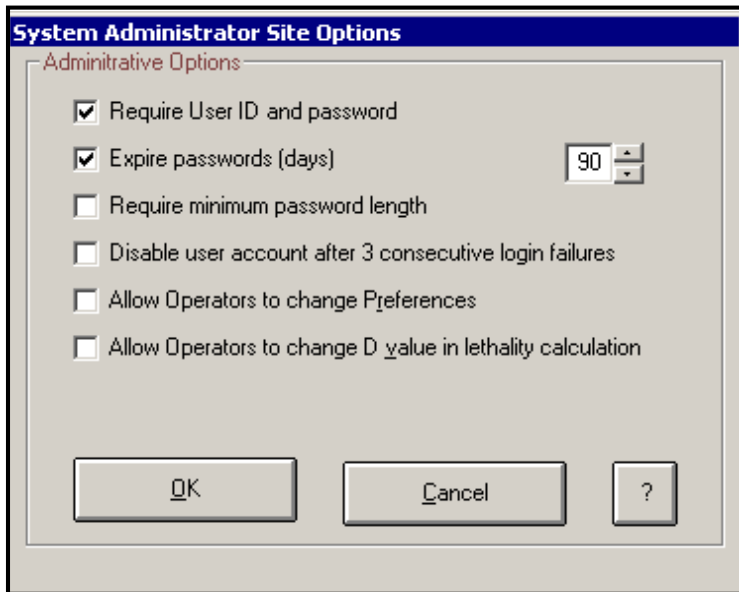 System Administrator Site Options
Adminitrative Options
Require User ID and password
Expire passwords (days)
90
Require minimum password length
Disable user account after 3 consecutive login failures
Allow Operators to change Preferences
Allow Operators to change D value in lethality calculation
OK
Cancel
?